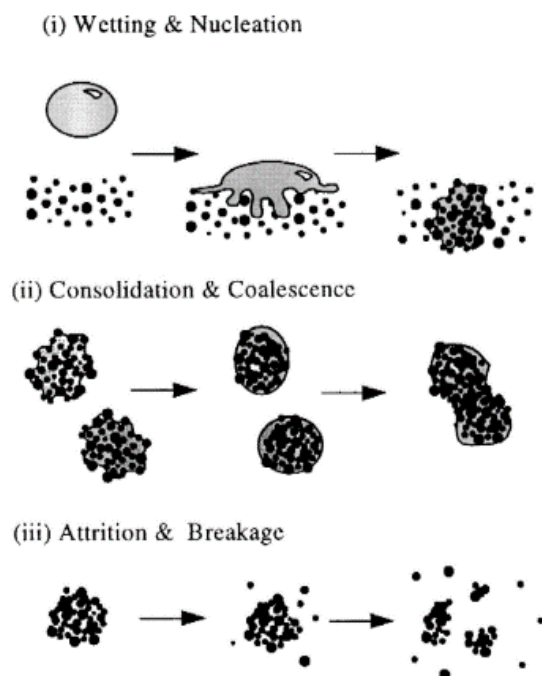 (i) Wetting & Nucleation
(ii) Consolidation & Coalescence
(iii) Attrition & Breakage